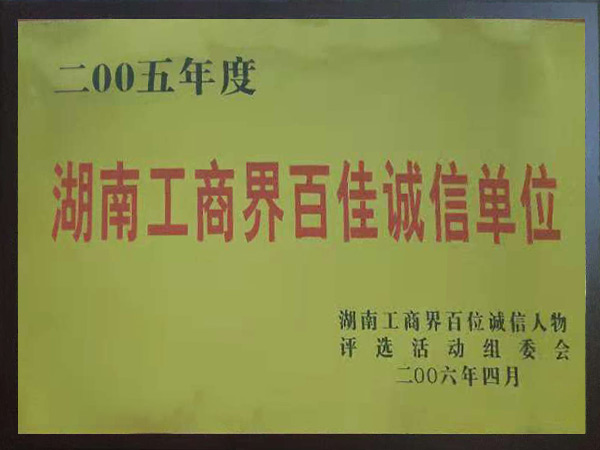 二00五年度
湖南工商界百佳诚信单位
湖南工商界百位诚信人物
评选活动组委会
二00六年四月